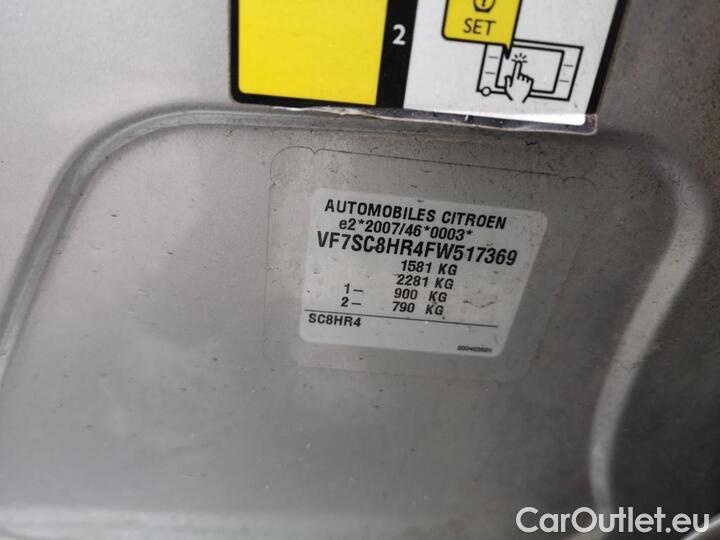 SET
2
AUTOMOBILES CITROEN
e2*2007/46*0003*
VF7SC8HR4FW517369
1581 KG
2281 KG
1- 900 KG
2- 790 KG
SC8HR4
CarOutlet.eu